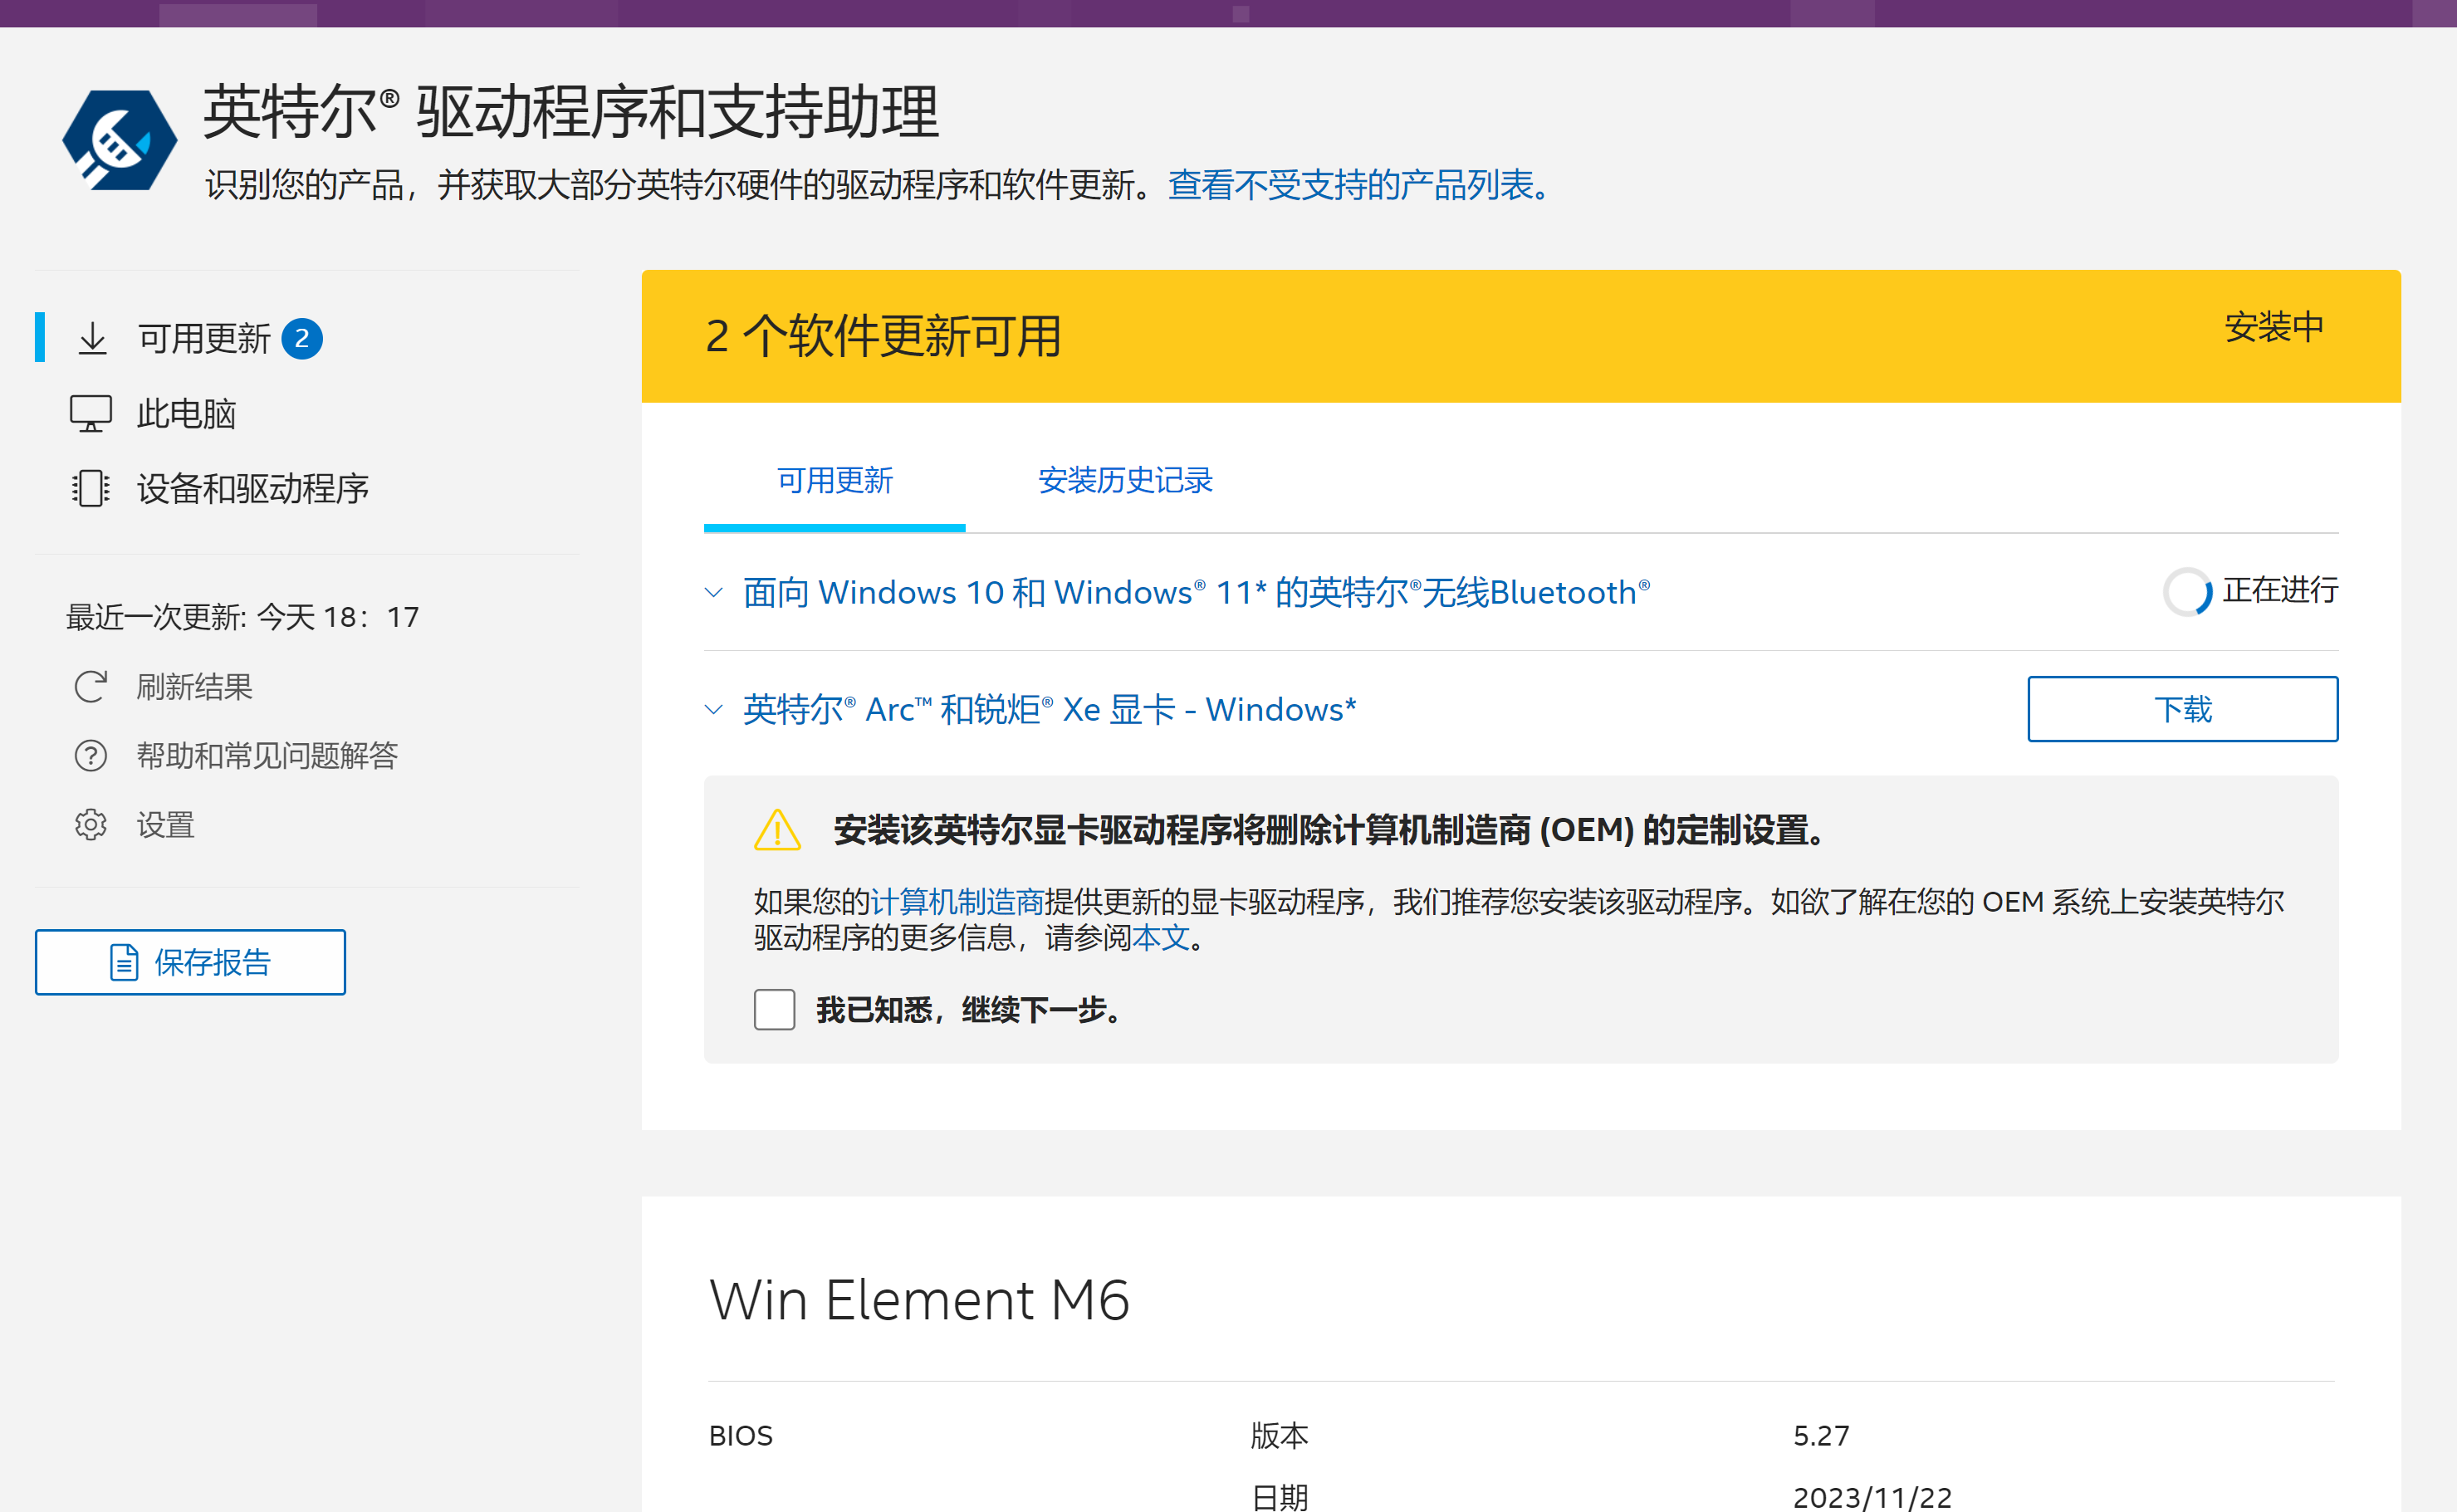 英特尔® 驱动程序和支持助理
识别您的产品，并获取大部分英特尔硬件的驱动程序和软件更新。查看不受支持的产品列表。
可用更新 2
此电脑
设备和驱动程序
最近一次更新: 今天 18：17
刷新结果
帮助和常见问题解答
设置
保存报告
2 个软件更新可用
安装中
可用更新
安装历史记录
面向 Windows 10 和 Windows® 11* 的英特尔®无线Bluetooth®
正在进行
英特尔® Arc™ 和锐炬® Xe 显卡 - Windows*
下载
安装该英特尔显卡驱动程序将删除计算机制造商 (OEM) 的定制设置。
如果您的计算机制造商提供更新的显卡驱动程序，我们推荐您安装该驱动程序。如欲了解在您的 OEM 系统上安装英特尔
驱动程序的更多信息，请参阅本文。
我已知悉，继续下一步。
Win Element M6
BIOS 版本 5.27
日期 2023/11/22